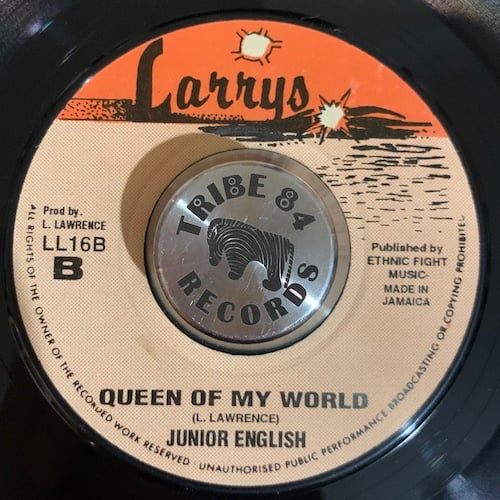 Larrys
Prod by.
L. LAWRENCE
LL16B
B
TRIBE 84
RECORDS
Published by
ETHNIC FIGHT
MUSIC-
MADE IN
JAMAICA
QUEEN OF MY WORLD
(L. LAWRENCE)
JUNIOR ENGLISH
ALL RIGHTS OF THE OWNER OF THE RECORDED WORK RESERVED · UNAUTHORISED PUBLIC PERFORMANCE, BROADCASTING OR COPYING PROHIBITED